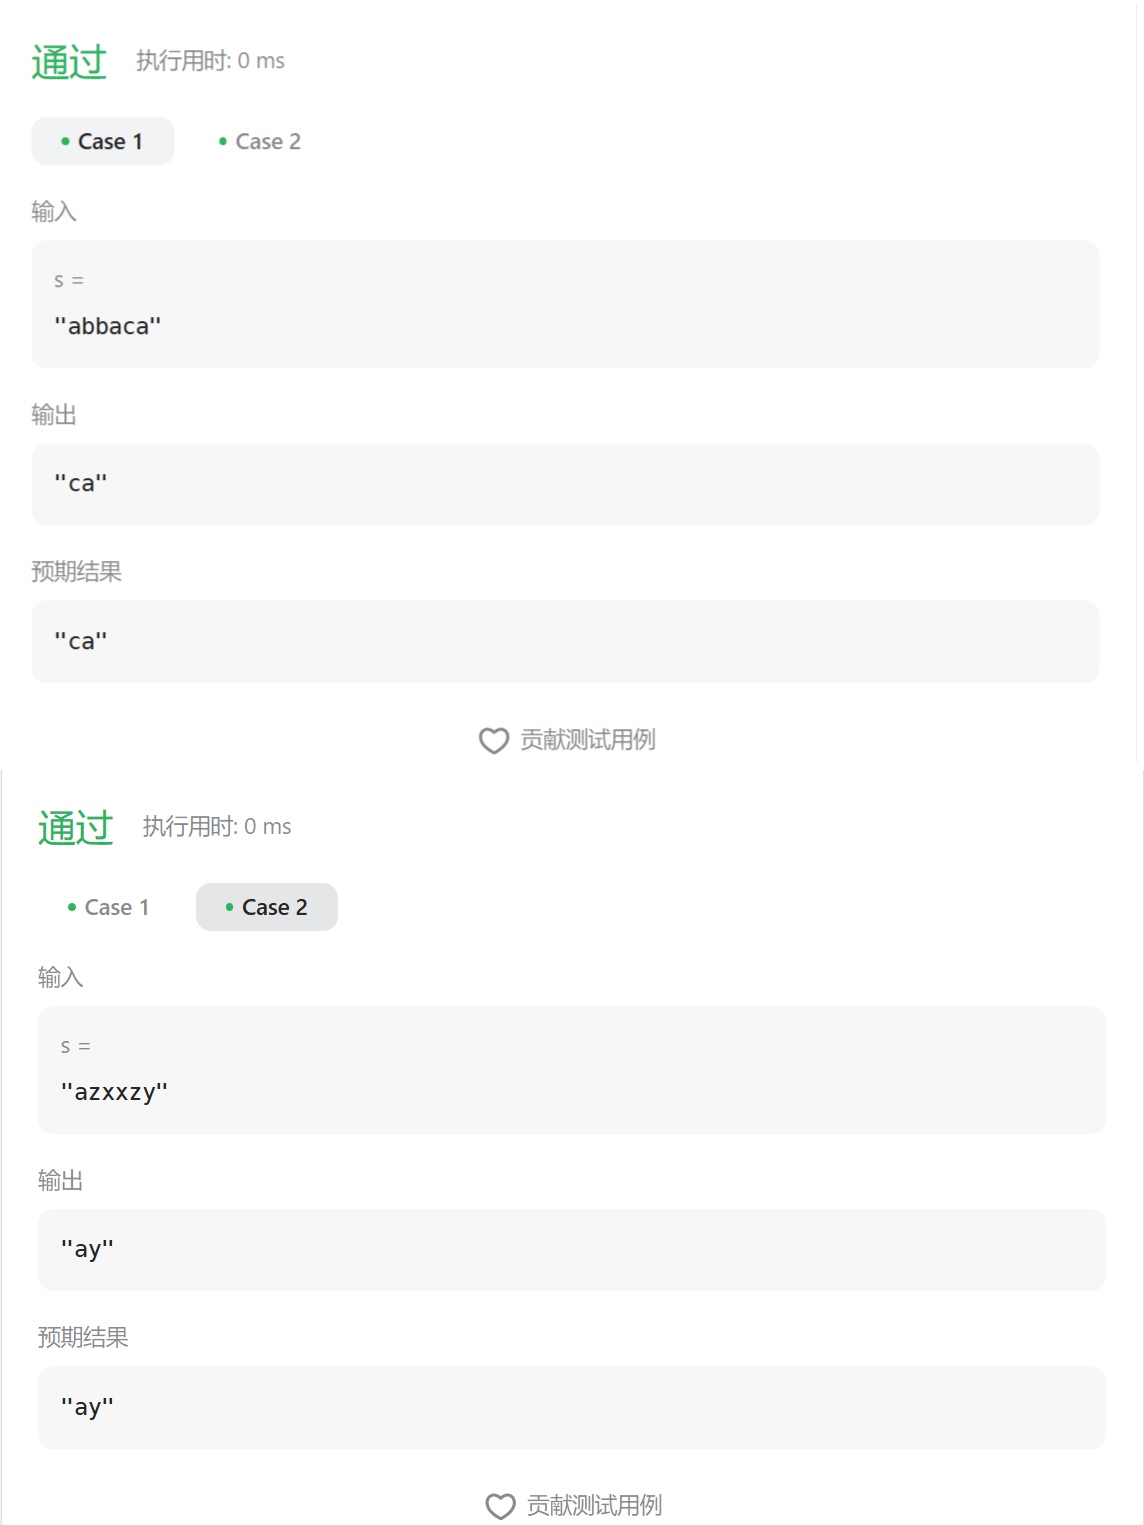 通过 执行用时: 0 ms
Case 1 Case 2
输入
s =
"abbaca"
输出
"ca"
预期结果
"ca"
贡献测试用例
通过 执行用时: 0 ms
Case 1 Case 2
输入
s =
"azxxzy"
输出
"ay"
预期结果
"ay"
贡献测试用例